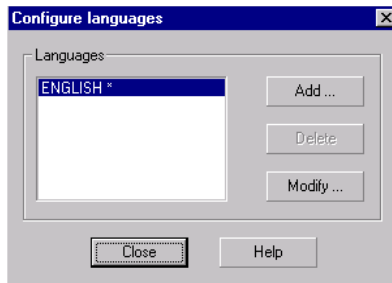 Configure languages
Languages
ENGLISH *
Add ...
Delete
Modify ...
Close
Help